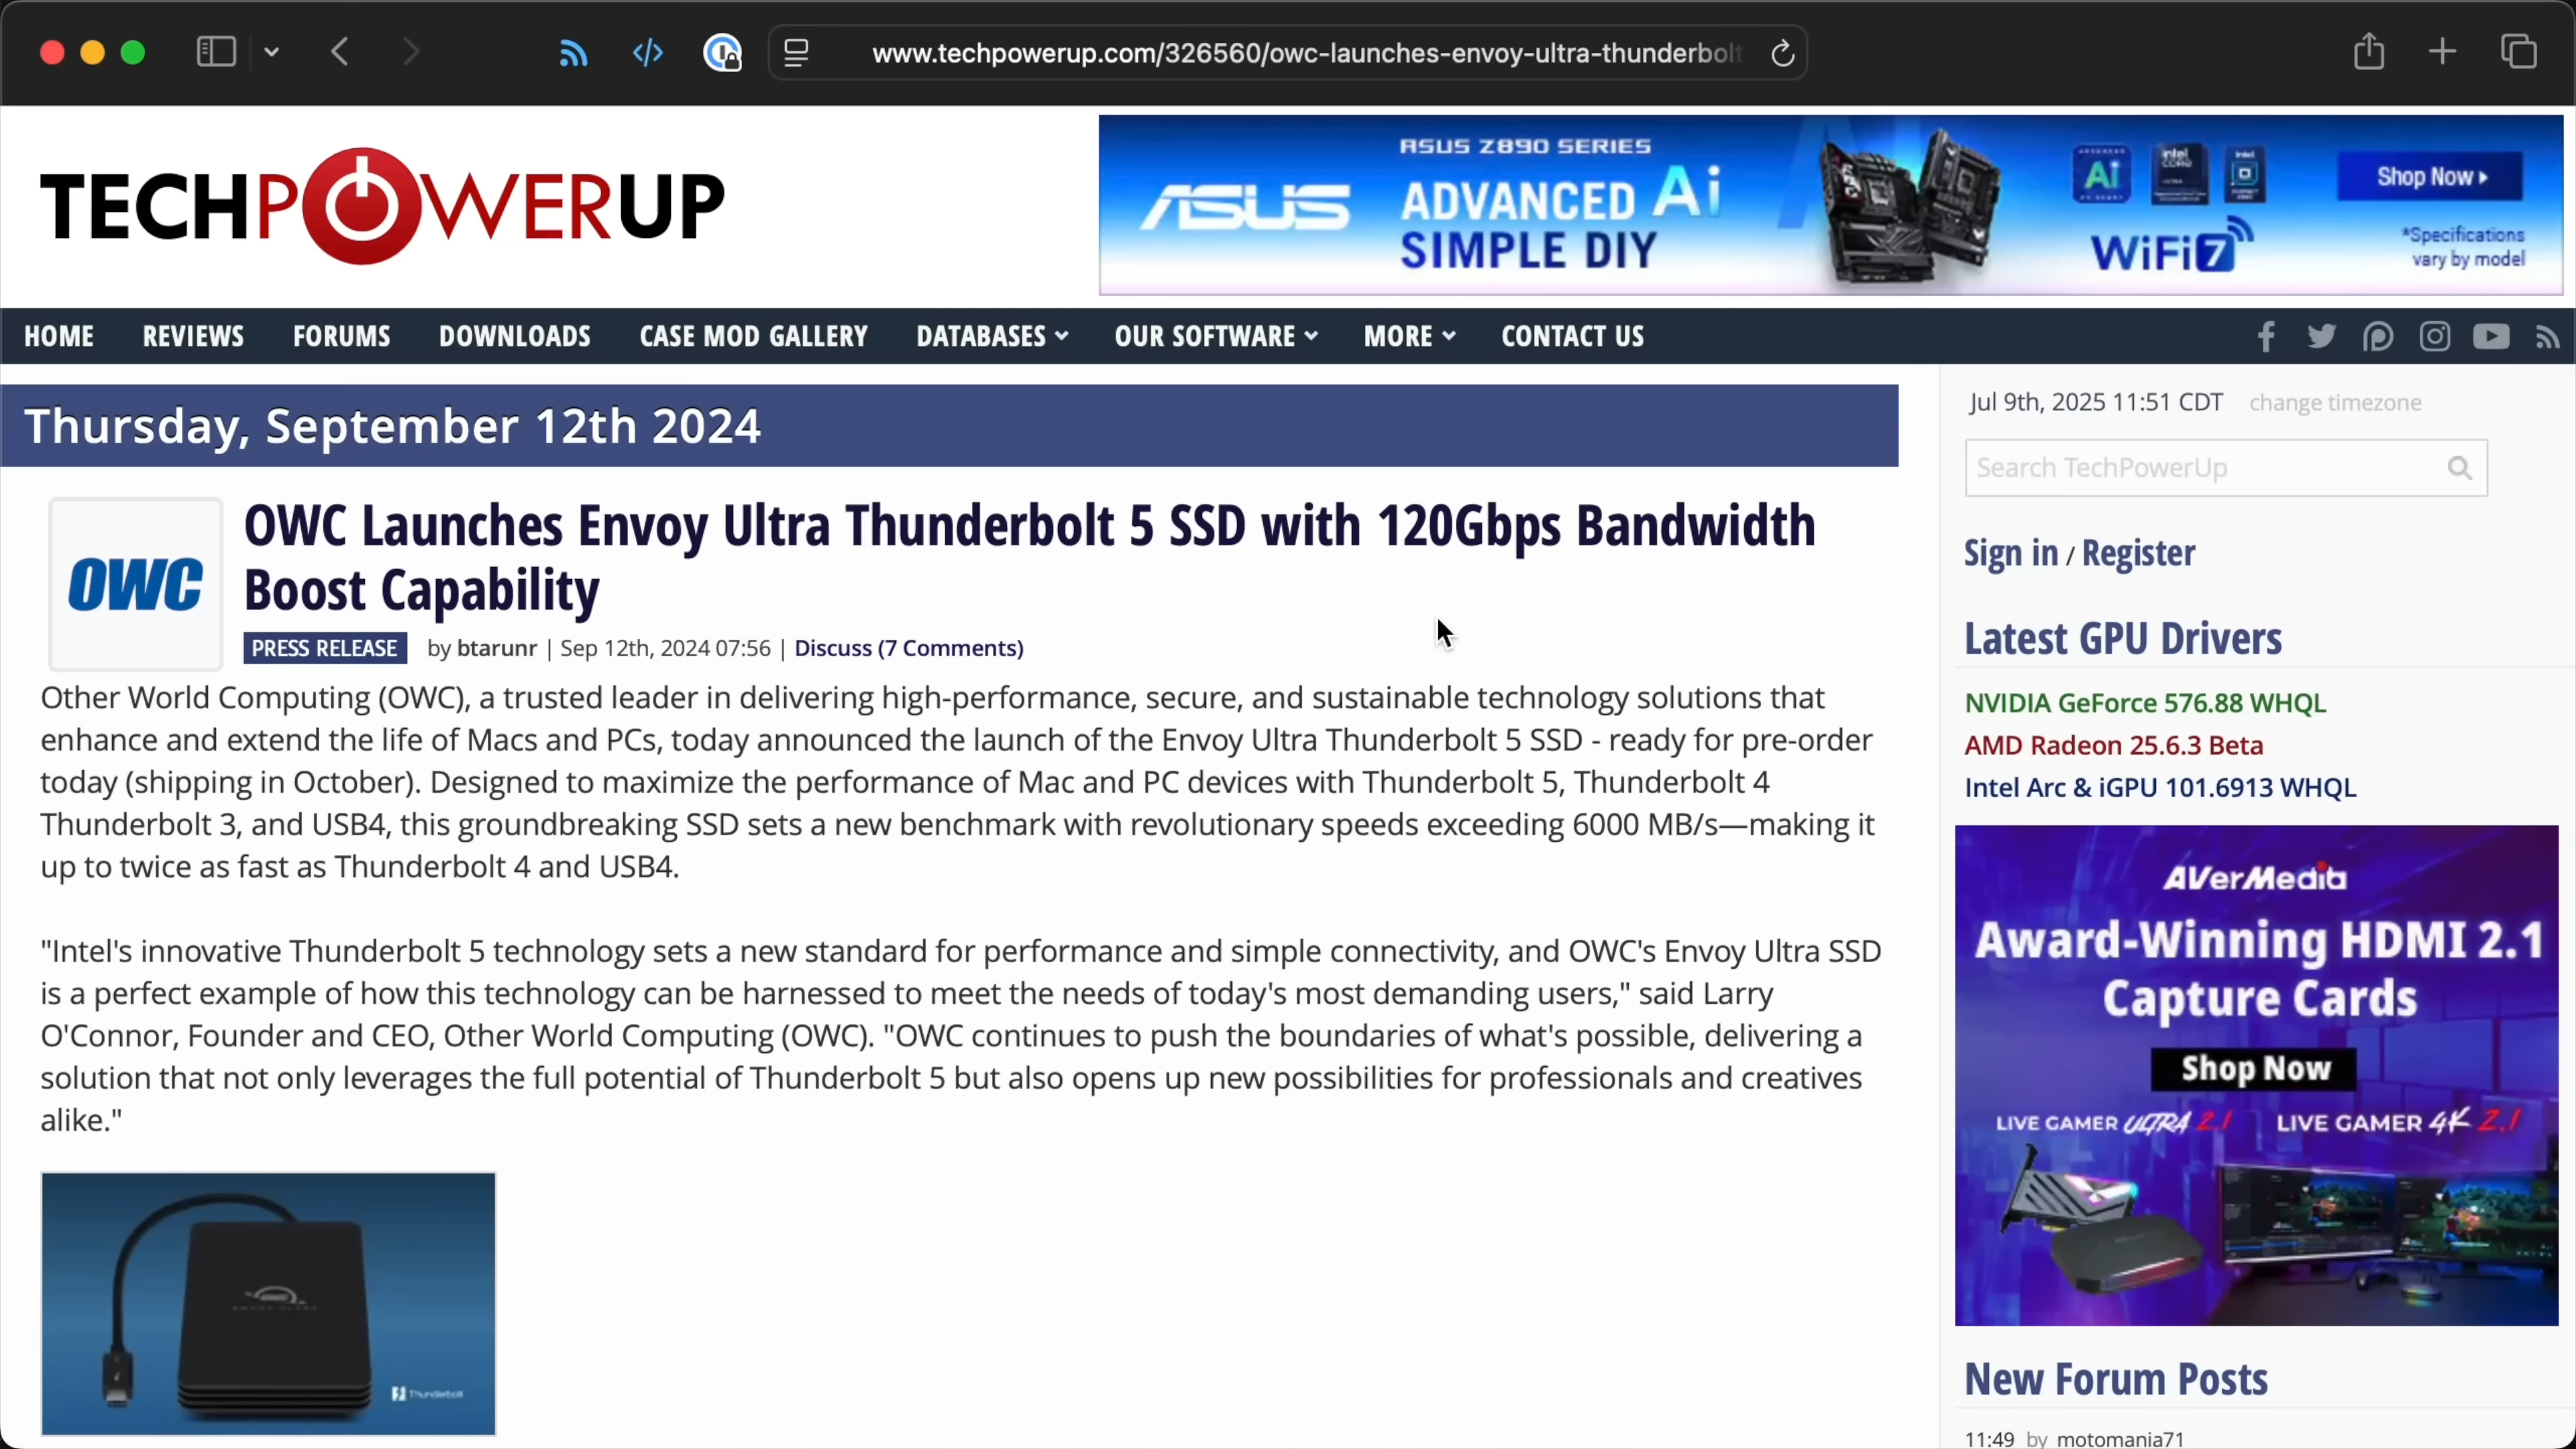 www.techpowerup.com/326560/owc-launches-envoy-ultra-thunderbolt
TECHPOWERUP
ASUS Z890 SERIES
ASUS
ADVANCED Ai
SIMPLE DIY
Ai
intel
intel
WiFi 7
Shop Now
*Specifications
vary by model
HOME REVIEWS FORUMS DOWNLOADS CASE MOD GALLERY DATABASES OUR SOFTWARE MORE CONTACT US
Thursday, September 12th 2024
OWC
OWC Launches Envoy Ultra Thunderbolt 5 SSD with 120Gbps Bandwidth
Boost Capability
PRESS RELEASE by btarunr | Sep 12th, 2024 07:56 | Discuss (7 Comments)
Other World Computing (OWC), a trusted leader in delivering high-performance, secure, and sustainable technology solutions that
enhance and extend the life of Macs and PCs, today announced the launch of the Envoy Ultra Thunderbolt 5 SSD - ready for pre-order
today (shipping in October). Designed to maximize the performance of Mac and PC devices with Thunderbolt 5, Thunderbolt 4
Thunderbolt 3, and USB4, this groundbreaking SSD sets a new benchmark with revolutionary speeds exceeding 6000 MB/s—making it
up to twice as fast as Thunderbolt 4 and USB4.
"Intel's innovative Thunderbolt 5 technology sets a new standard for performance and simple connectivity, and OWC's Envoy Ultra SSD
is a perfect example of how this technology can be harnessed to meet the needs of today's most demanding users," said Larry
O'Connor, Founder and CEO, Other World Computing (OWC). "OWC continues to push the boundaries of what's possible, delivering a
solution that not only leverages the full potential of Thunderbolt 5 but also opens up new possibilities for professionals and creatives
alike."
Thunderbolt
Jul 9th, 2025 11:51 CDT change timezone
Search TechPowerUp
Sign in / Register
Latest GPU Drivers
NVIDIA GeForce 576.88 WHQL
AMD Radeon 25.6.3 Beta
Intel Arc & iGPU 101.6913 WHQL
AVerMedia
Award-Winning HDMI 2.1
Capture Cards
Shop Now
LIVE GAMER ULTRA 2.1 LIVE GAMER 4K 2.1
New Forum Posts
11:49 by motomania71